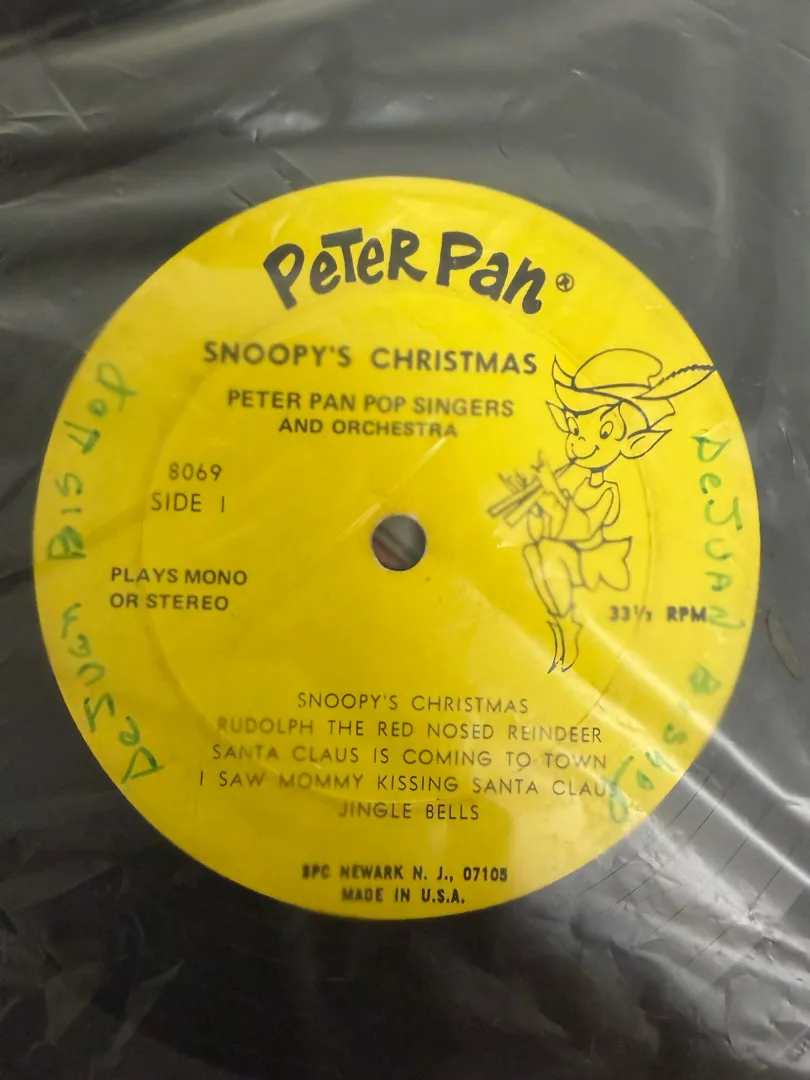 PETER PAN®
SNOOPY'S CHRISTMAS
PETER PAN POP SINGERS
AND ORCHESTRA
8069
SIDE 1
PLAYS MONO
OR STEREO
33⅓ RPM
SNOOPY'S CHRISTMAS
RUDOLPH THE RED NOSED REINDEER
SANTA CLAUS IS COMING TO TOWN
I SAW MOMMY KISSING SANTA CLAUS
JINGLE BELLS
SPC NEWARK N. J., 07105
MADE IN U.S.A.
DeJUAN BISHOP
DeJUAN BISHOP